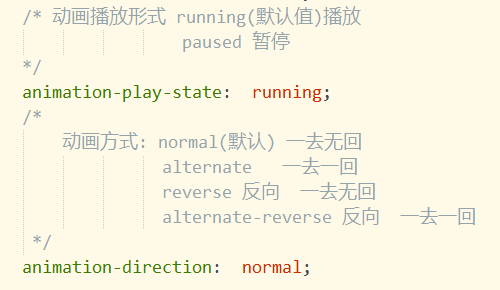 /* 动画播放形式 running(默认值)播放
paused 暂停
*/
animation-play-state: running;
/*
动画方式: normal(默认) 一去无回
alternate 一去一回
reverse 反向 一去无回
alternate-reverse 反向 一去一回
*/
animation-direction: normal;